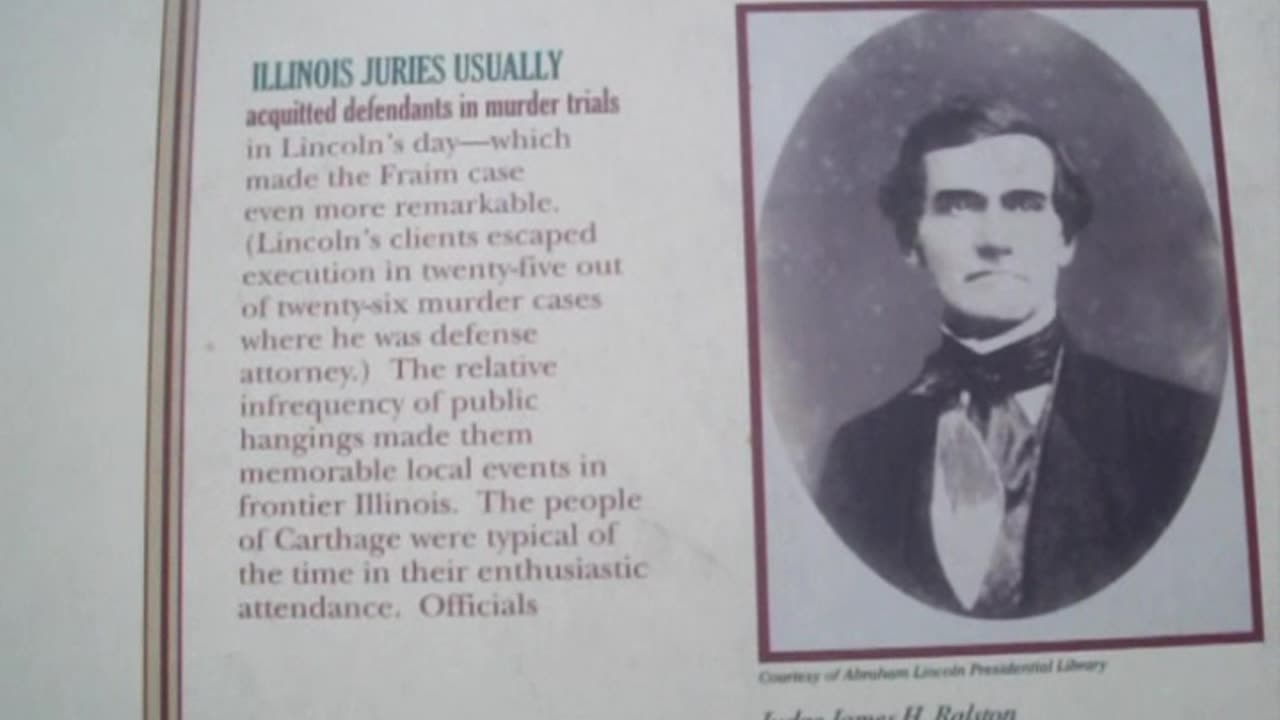 ILLINOIS JURIES USUALLY
acquitted defendants in murder trials
in Lincoln's day—which
made the Fraim case
even more remarkable.
(Lincoln's clients escaped
execution in twenty-five out
of twenty-six murder cases
where he was defense
attorney.) The relative
infrequency of public
hangings made them
memorable local events in
frontier Illinois. The people
of Carthage were typical of
the time in their enthusiastic
attendance. Officials
Courtesy of Abraham Lincoln Presidential Library
Judge James H. Ralston